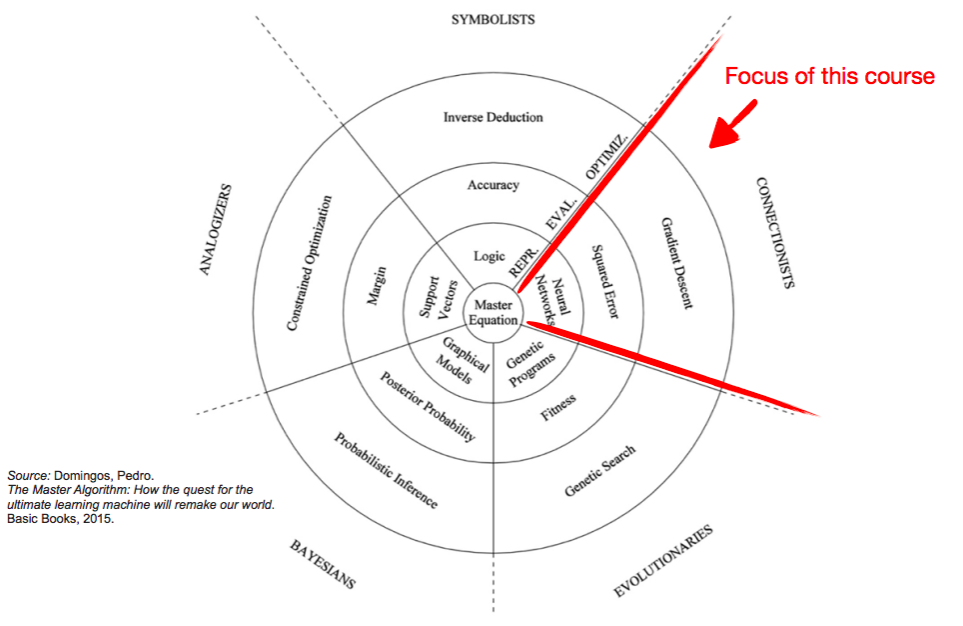 SYMBOLISTS
Focus of this course
Inverse Deduction
OPTIMIZ.
Accuracy
EVAL.
CONNECTIONISTS
ANALOGIZERS
Constrained Optimization
Gradient Descent
Logic
REPR.
Squared Error
Margin
Support
Vectors
Neural
Networks
Master
Equation
Graphical
Models
Genetic
Programs
Posterior Probability
Fitness
Probabilistic Inference
Genetic Search
Source: Domingos, Pedro.
The Master Algorithm: How the quest for the
ultimate learning machine will remake our world.
Basic Books, 2015.
BAYESIANS
EVOLUTIONARIES